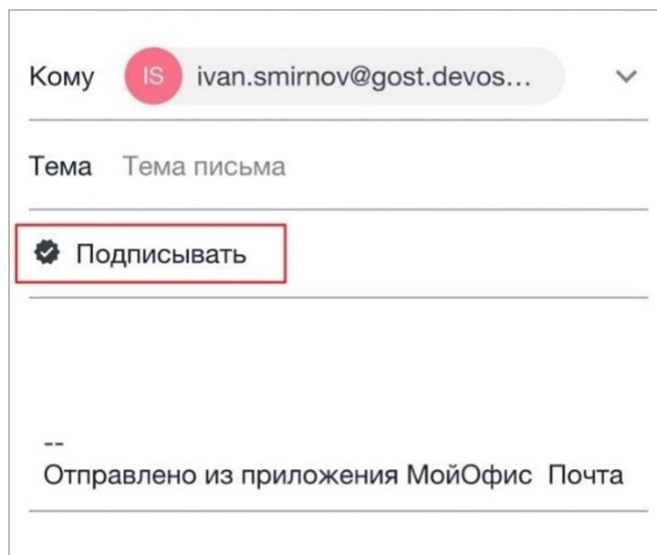 Кому IS ivan.smirnov@gost.devos...
Тема Тема письма
Подписывать
--
Отправлено из приложения МойОфис Почта